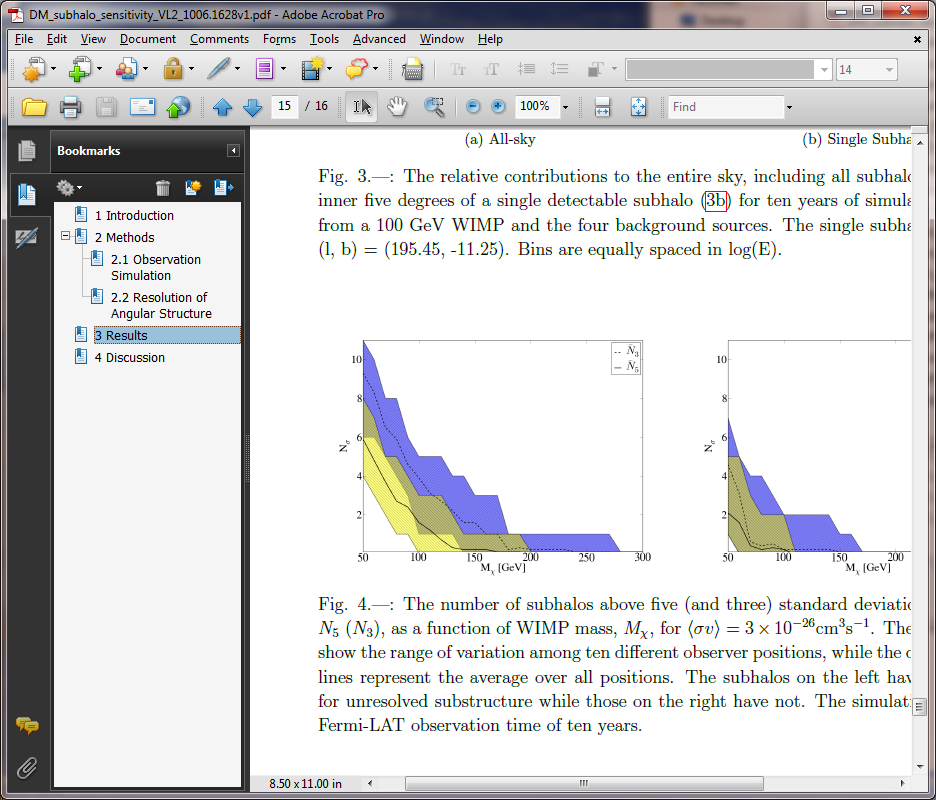 DM_subhalo_sensitivity_VL2_1006.1628v1.pdf - Adobe Acrobat Pro
File Edit View Document Comments Forms Tools Advanced Window Help
14
15 / 16 100% Find
Bookmarks
1 Introduction
2 Methods
2.1 Observation
Simulation
2.2 Resolution of
Angular Structure
3 Results
4 Discussion
(a) All-sky (b) Single Subha
Fig. 3.—: The relative contributions to the entire sky, including all subhalo
inner five degrees of a single detectable subhalo (3b) for ten years of simula
from a 100 GeV WIMP and the four background sources. The single subha
(l, b) = (195.45, -11.25). Bins are equally spaced in log(E).
10
8
6
4
2
Nσ
N̄3
N̄5
50 100 150 200 250 300
Mχ [GeV]
10
8
6
4
2
Nσ
50 100 150 200
Mχ [GeV]
Fig. 4.—: The number of subhalos above five (and three) standard deviatio
N5 (N3), as a function of WIMP mass, Mχ, for ⟨σv⟩ = 3 × 10−26cm3s−1. The
show the range of variation among ten different observer positions, while the
lines represent the average over all positions. The subhalos on the left hav
for unresolved substructure while those on the right have not. The simulati
Fermi-LAT observation time of ten years.
8.50 x 11.00 in